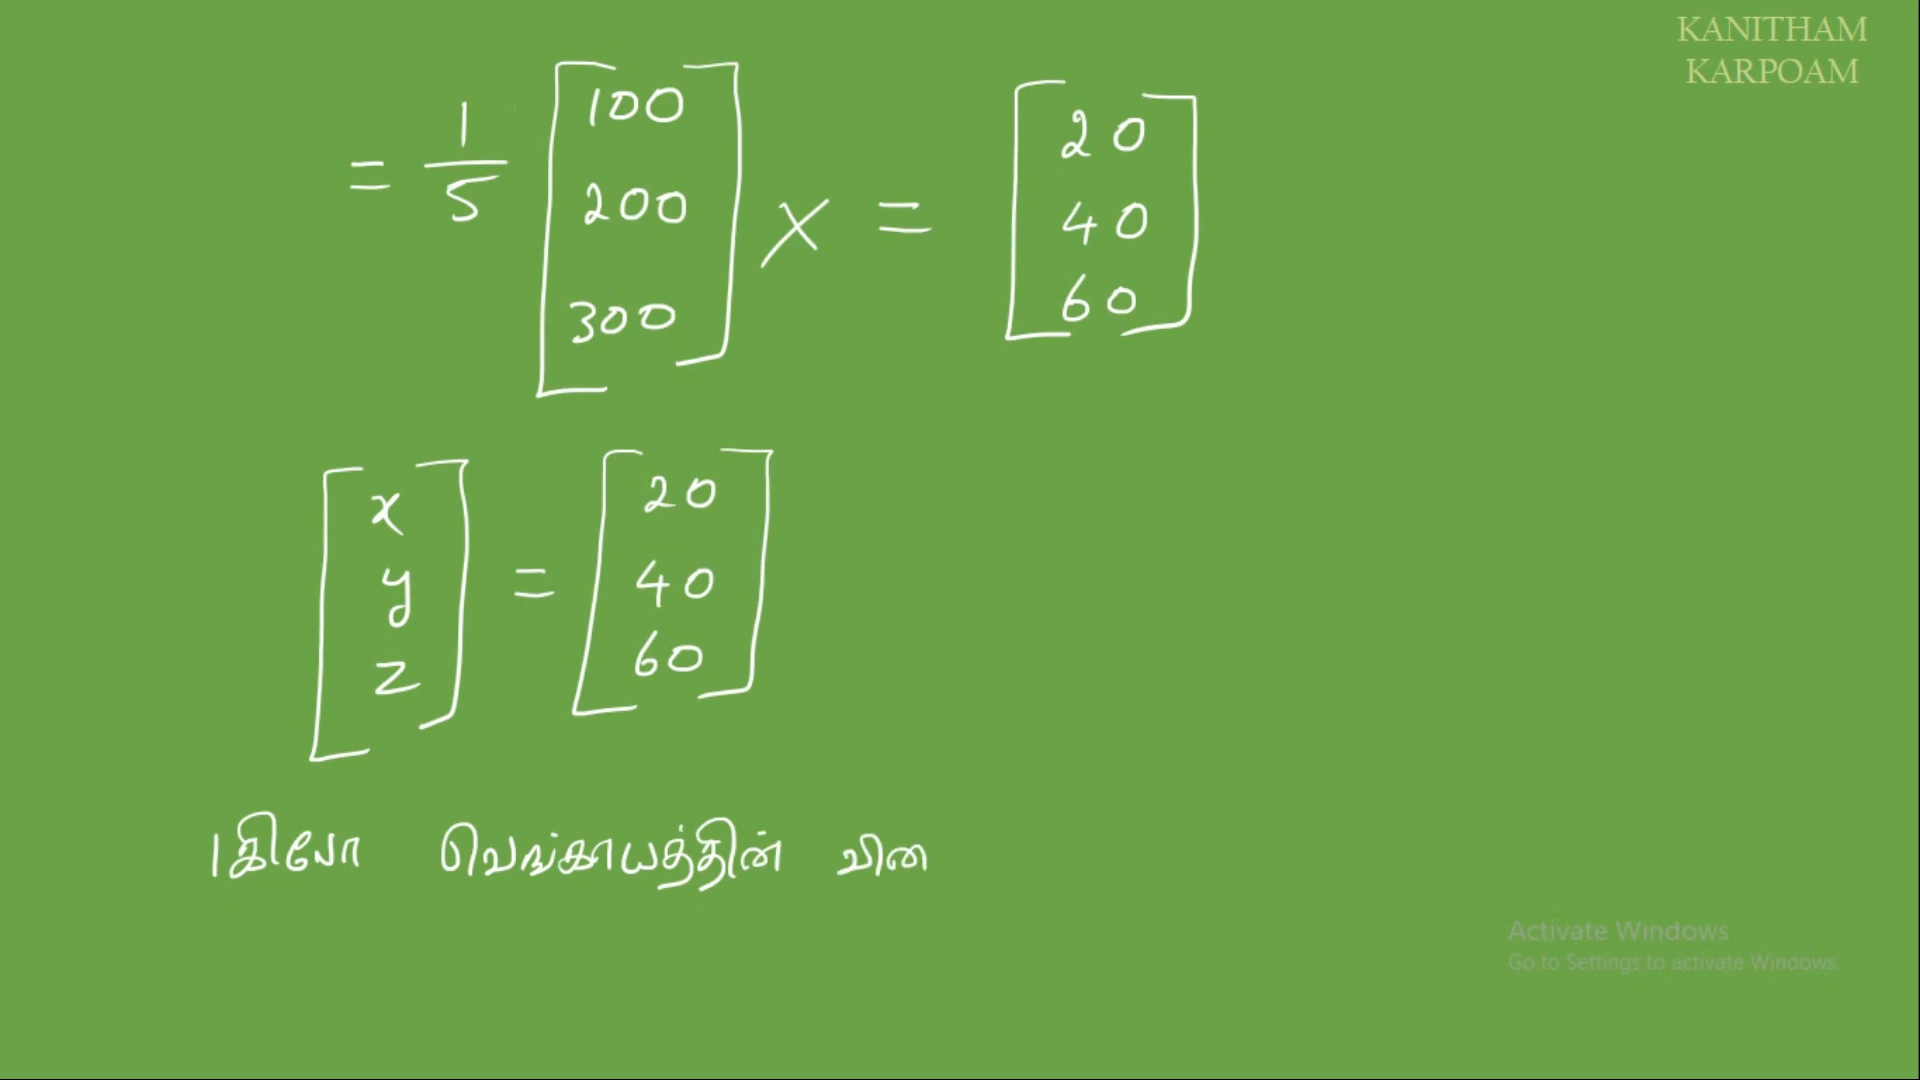 KANITHAM
KARPOAM
= 1/5 [100 200 300] X = [20 40 60]
[x y z] = [20 40 60]
1கிலோ வெங்காயத்தின் வி
Activate Windows
Go to Settings to activate Windows.